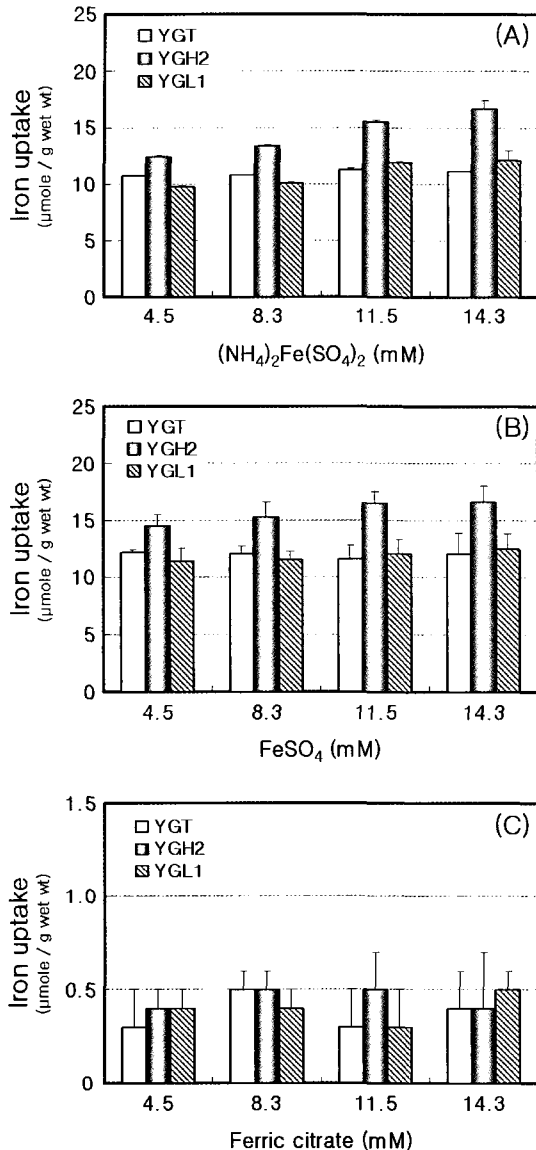 (A)
YGT
YGH2
YGL1
25
20
15
10
5
0
Iron uptake
(μmole / g wet wt)
4.5 8.3 11.5 14.3
(NH4)2Fe(SO4)2 (mM)
(B)
YGT
YGH2
YGL1
25
20
15
10
5
0
Iron uptake
(μmole / g wet wt)
4.5 8.3 11.5 14.3
FeSO4 (mM)
(C)
YGT
YGH2
YGL1
1.5
1.0
0.5
0
Iron uptake
(μmole / g wet wt)
4.5 8.3 11.5 14.3
Ferric citrate (mM)